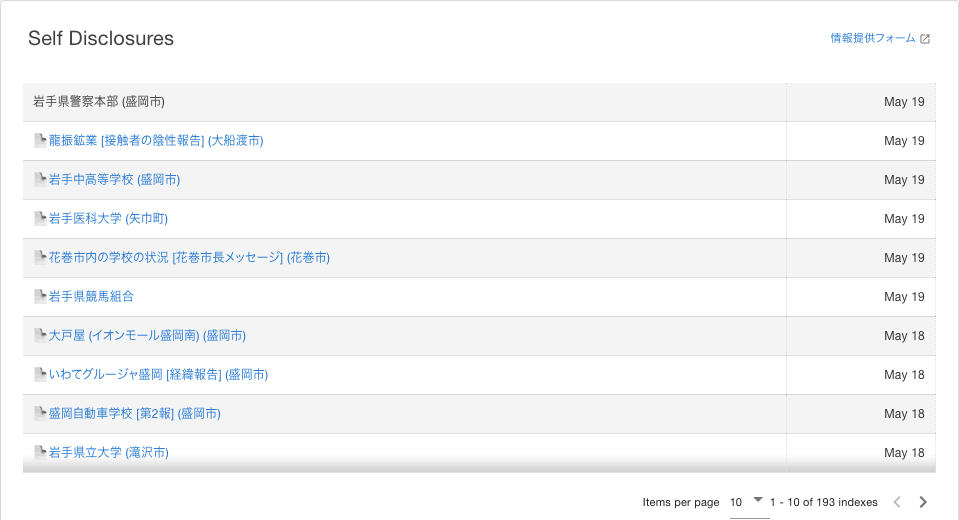 Self Disclosures
情報提供フォーム
岩手県警察本部 (盛岡市) May 19
龍振鉱業 [接触者の陰性報告] (大船渡市) May 19
岩手中高等学校 (盛岡市) May 19
岩手医科大学 (矢巾町) May 19
花巻市内の学校の状況 [花巻市長メッセージ] (花巻市) May 19
岩手県競馬組合 May 19
大戸屋 (イオンモール盛岡南) (盛岡市) May 18
いわてグルージャ盛岡 [経緯報告] (盛岡市) May 18
盛岡自動車学校 [第2報] (盛岡市) May 18
岩手県立大学 (滝沢市) May 18
Items per page 10 1 - 10 of 193 indexes